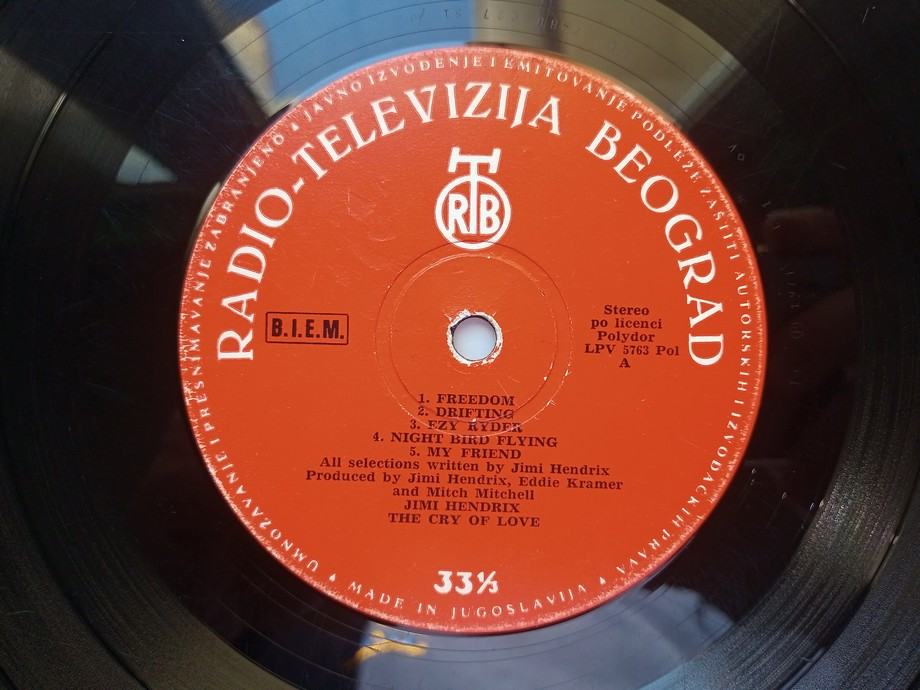 UMNOŽAVANJE I PRESNIMAVANJE ZABRANJENO • JAVNO IZVOĐENJE I EMITOVANJE PODLEŽE ZAŠTITI AUTORSKIH I IZVOĐAČKIH PRAVA
RADIO-TELEVIZIJA BEOGRAD
RTB
B.I.E.M.
Stereo
po licenci
Polydor
LPV 5763 Pol
A
1. FREEDOM
2. DRIFTING
3. EZY RYDER
4. NIGHT BIRD FLYING
5. MY FRIEND
All selections written by Jimi Hendrix
Produced by Jimi Hendrix, Eddie Kramer
and Mitch Mitchell
JIMI HENDRIX
THE CRY OF LOVE
33⅓
MADE IN JUGOSLAVIJA